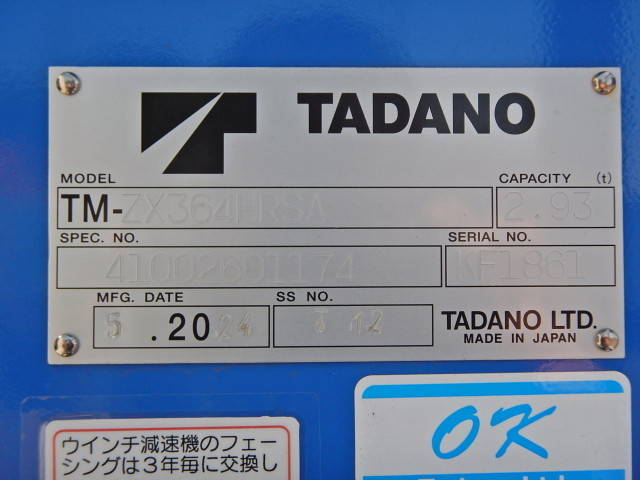 TADANO
MODEL
TM-ZX364HRSA
CAPACITY (t)
2.93
SPEC. NO.
41002601174
SERIAL NO.
KF1861
MFG. DATE
5 .2024
SS NO.
J 12
TADANO LTD.
MADE IN JAPAN
ウインチ減速機のフェー
シングは3年毎に交換し
OK